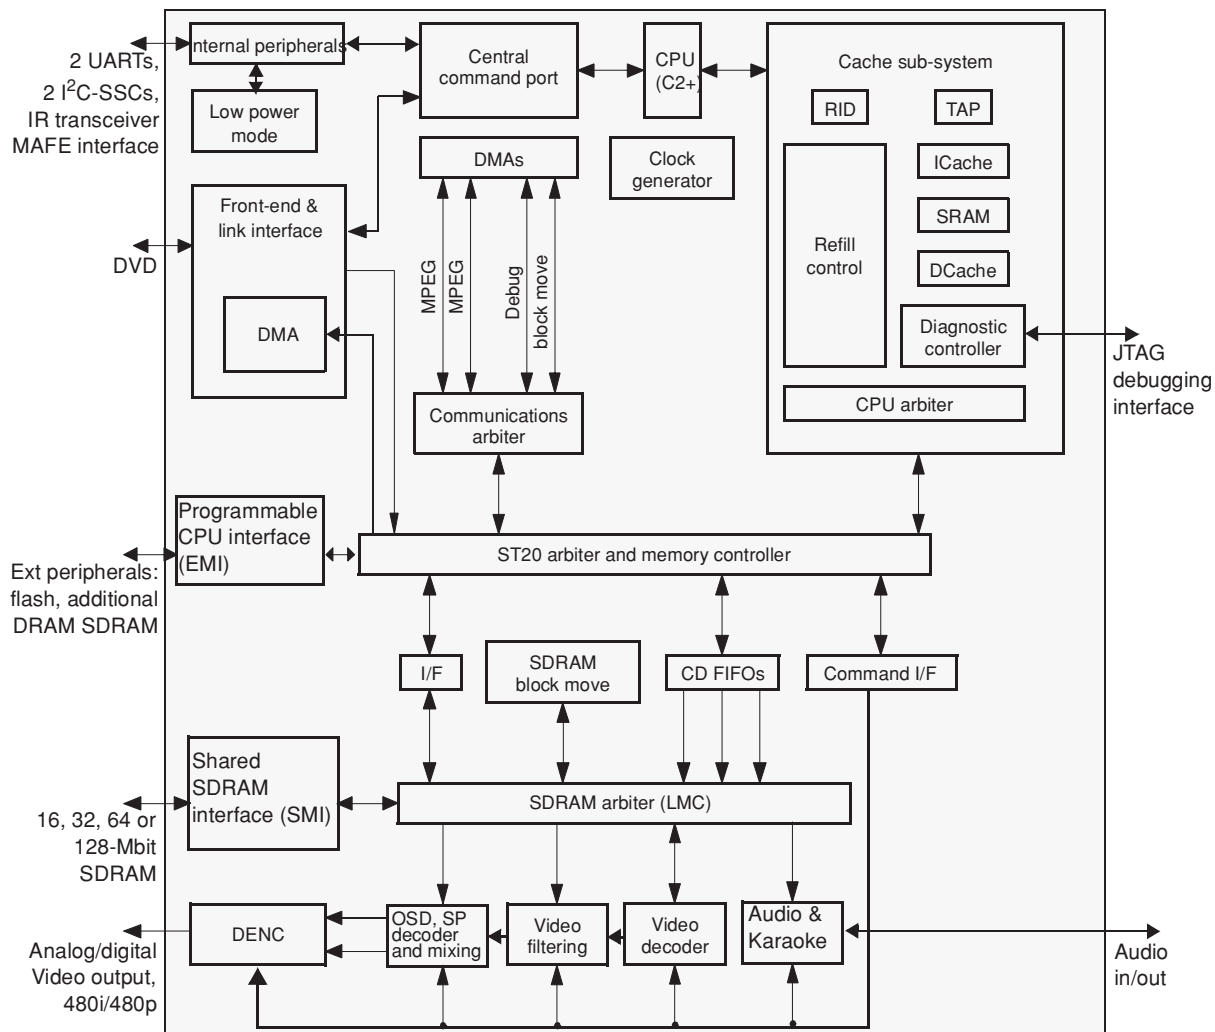 2 UARTs,
2 I2C-SSCs,
IR transceiver
MAFE interface
nternal peripherals
Low power
mode
Central
command port
CPU
(C2+)
Cache sub-system
RID
TAP
ICache
SRAM
DCache
Refill
control
Diagnostic
controller
CPU arbiter
JTAG
debugging
interface
DMAs
Clock
generator
MPEG
MPEG
Debug
block move
Communications
arbiter
Front-end &
link interface
DMA
DVD
Programmable
CPU interface
(EMI)
Ext peripherals:
flash, additional
DRAM SDRAM
ST20 arbiter and memory controller
I/F
SDRAM
block move
CD FIFOs
Command I/F
Shared
SDRAM
interface (SMI)
16, 32, 64 or
128-Mbit
SDRAM
SDRAM arbiter (LMC)
DENC
OSD, SP
decoder
and mixing
Video
filtering
Video
decoder
Audio &
Karaoke
Analog/digital
Video output,
480i/480p
Audio
in/out